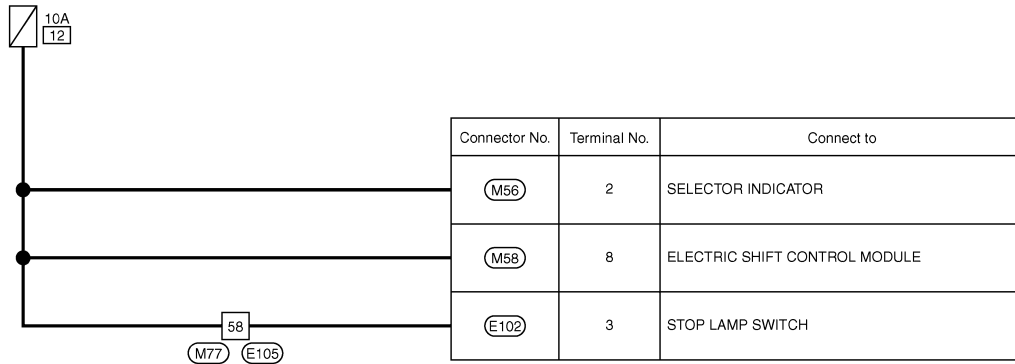 10A
12
Connector No. Terminal No. Connect to
M56 2 SELECTOR INDICATOR
M58 8 ELECTRIC SHIFT CONTROL MODULE
58 E102 3 STOP LAMP SWITCH
M77 E105